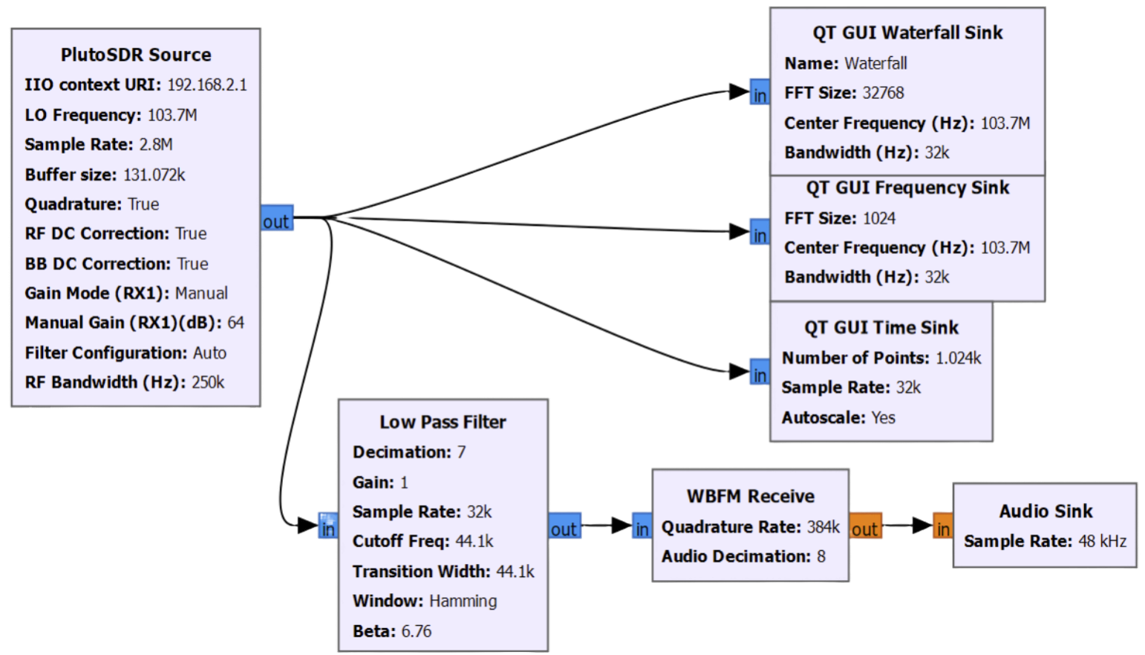 PlutoSDR Source
IIO context URI: 192.168.2.1
LO Frequency: 103.7M
Sample Rate: 2.8M
Buffer size: 131.072k
Quadrature: True
RF DC Correction: True
BB DC Correction: True
Gain Mode (RX1): Manual
Manual Gain (RX1)(dB): 64
Filter Configuration: Auto
RF Bandwidth (Hz): 250k
out
in
QT GUI Waterfall Sink
Name: Waterfall
FFT Size: 32768
Center Frequency (Hz): 103.7M
Bandwidth (Hz): 32k
in
QT GUI Frequency Sink
FFT Size: 1024
Center Frequency (Hz): 103.7M
Bandwidth (Hz): 32k
in
QT GUI Time Sink
Number of Points: 1.024k
Sample Rate: 32k
Autoscale: Yes
in
Low Pass Filter
Decimation: 7
Gain: 1
Sample Rate: 32k
Cutoff Freq: 44.1k
Transition Width: 44.1k
Window: Hamming
Beta: 6.76
out
in
WBFM Receive
Quadrature Rate: 384k
Audio Decimation: 8
out
in
Audio Sink
Sample Rate: 48 kHz